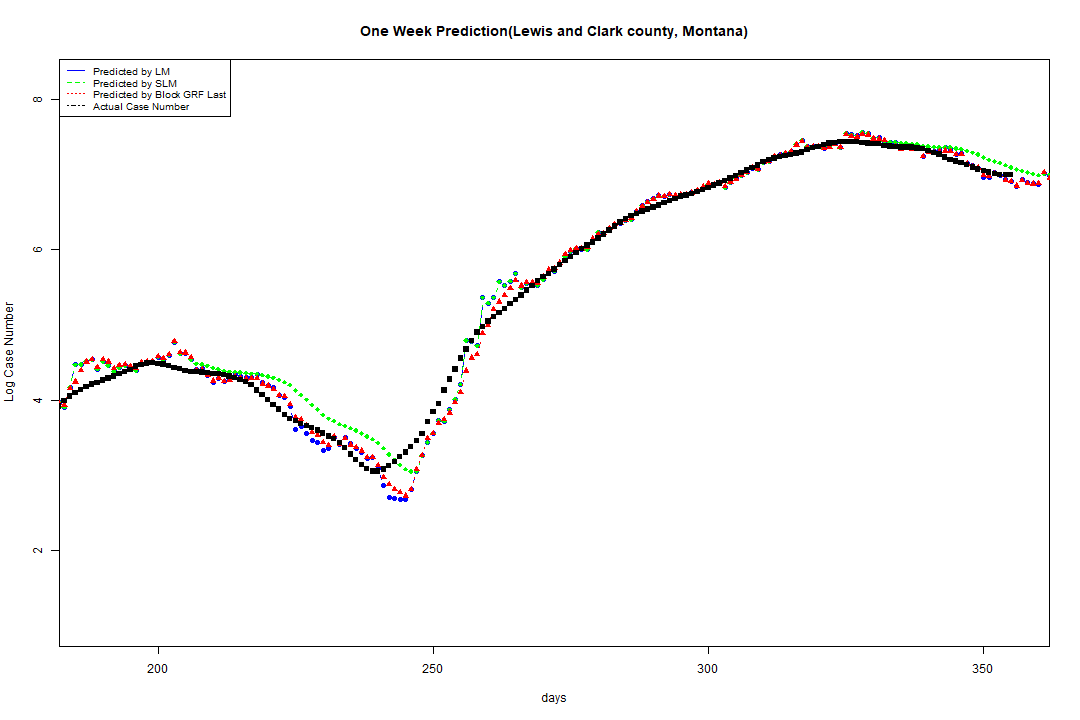 One Week Prediction(Lewis and Clark county, Montana)
Predicted by LM
Predicted by SLM
Predicted by Block GRF Last
Actual Case Number
8
6
4
2
Log Case Number
200 250 300 350
days